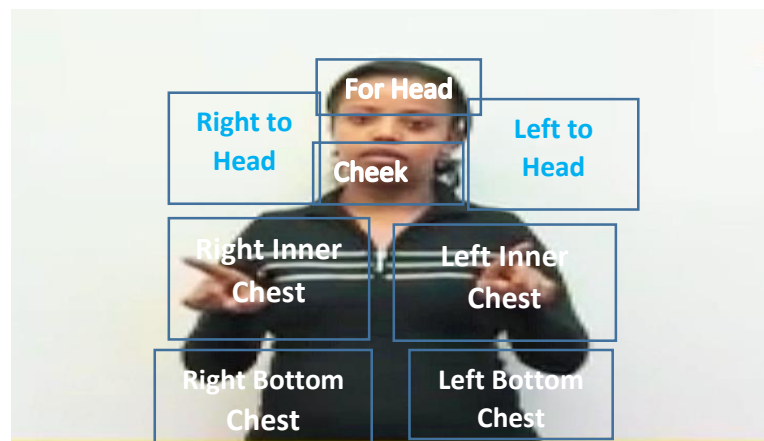 For Head
Right to
Head
Left to
Head
Cheek
Right Inner
Chest
Left Inner
Chest
Right Bottom
Chest
Left Bottom
Chest